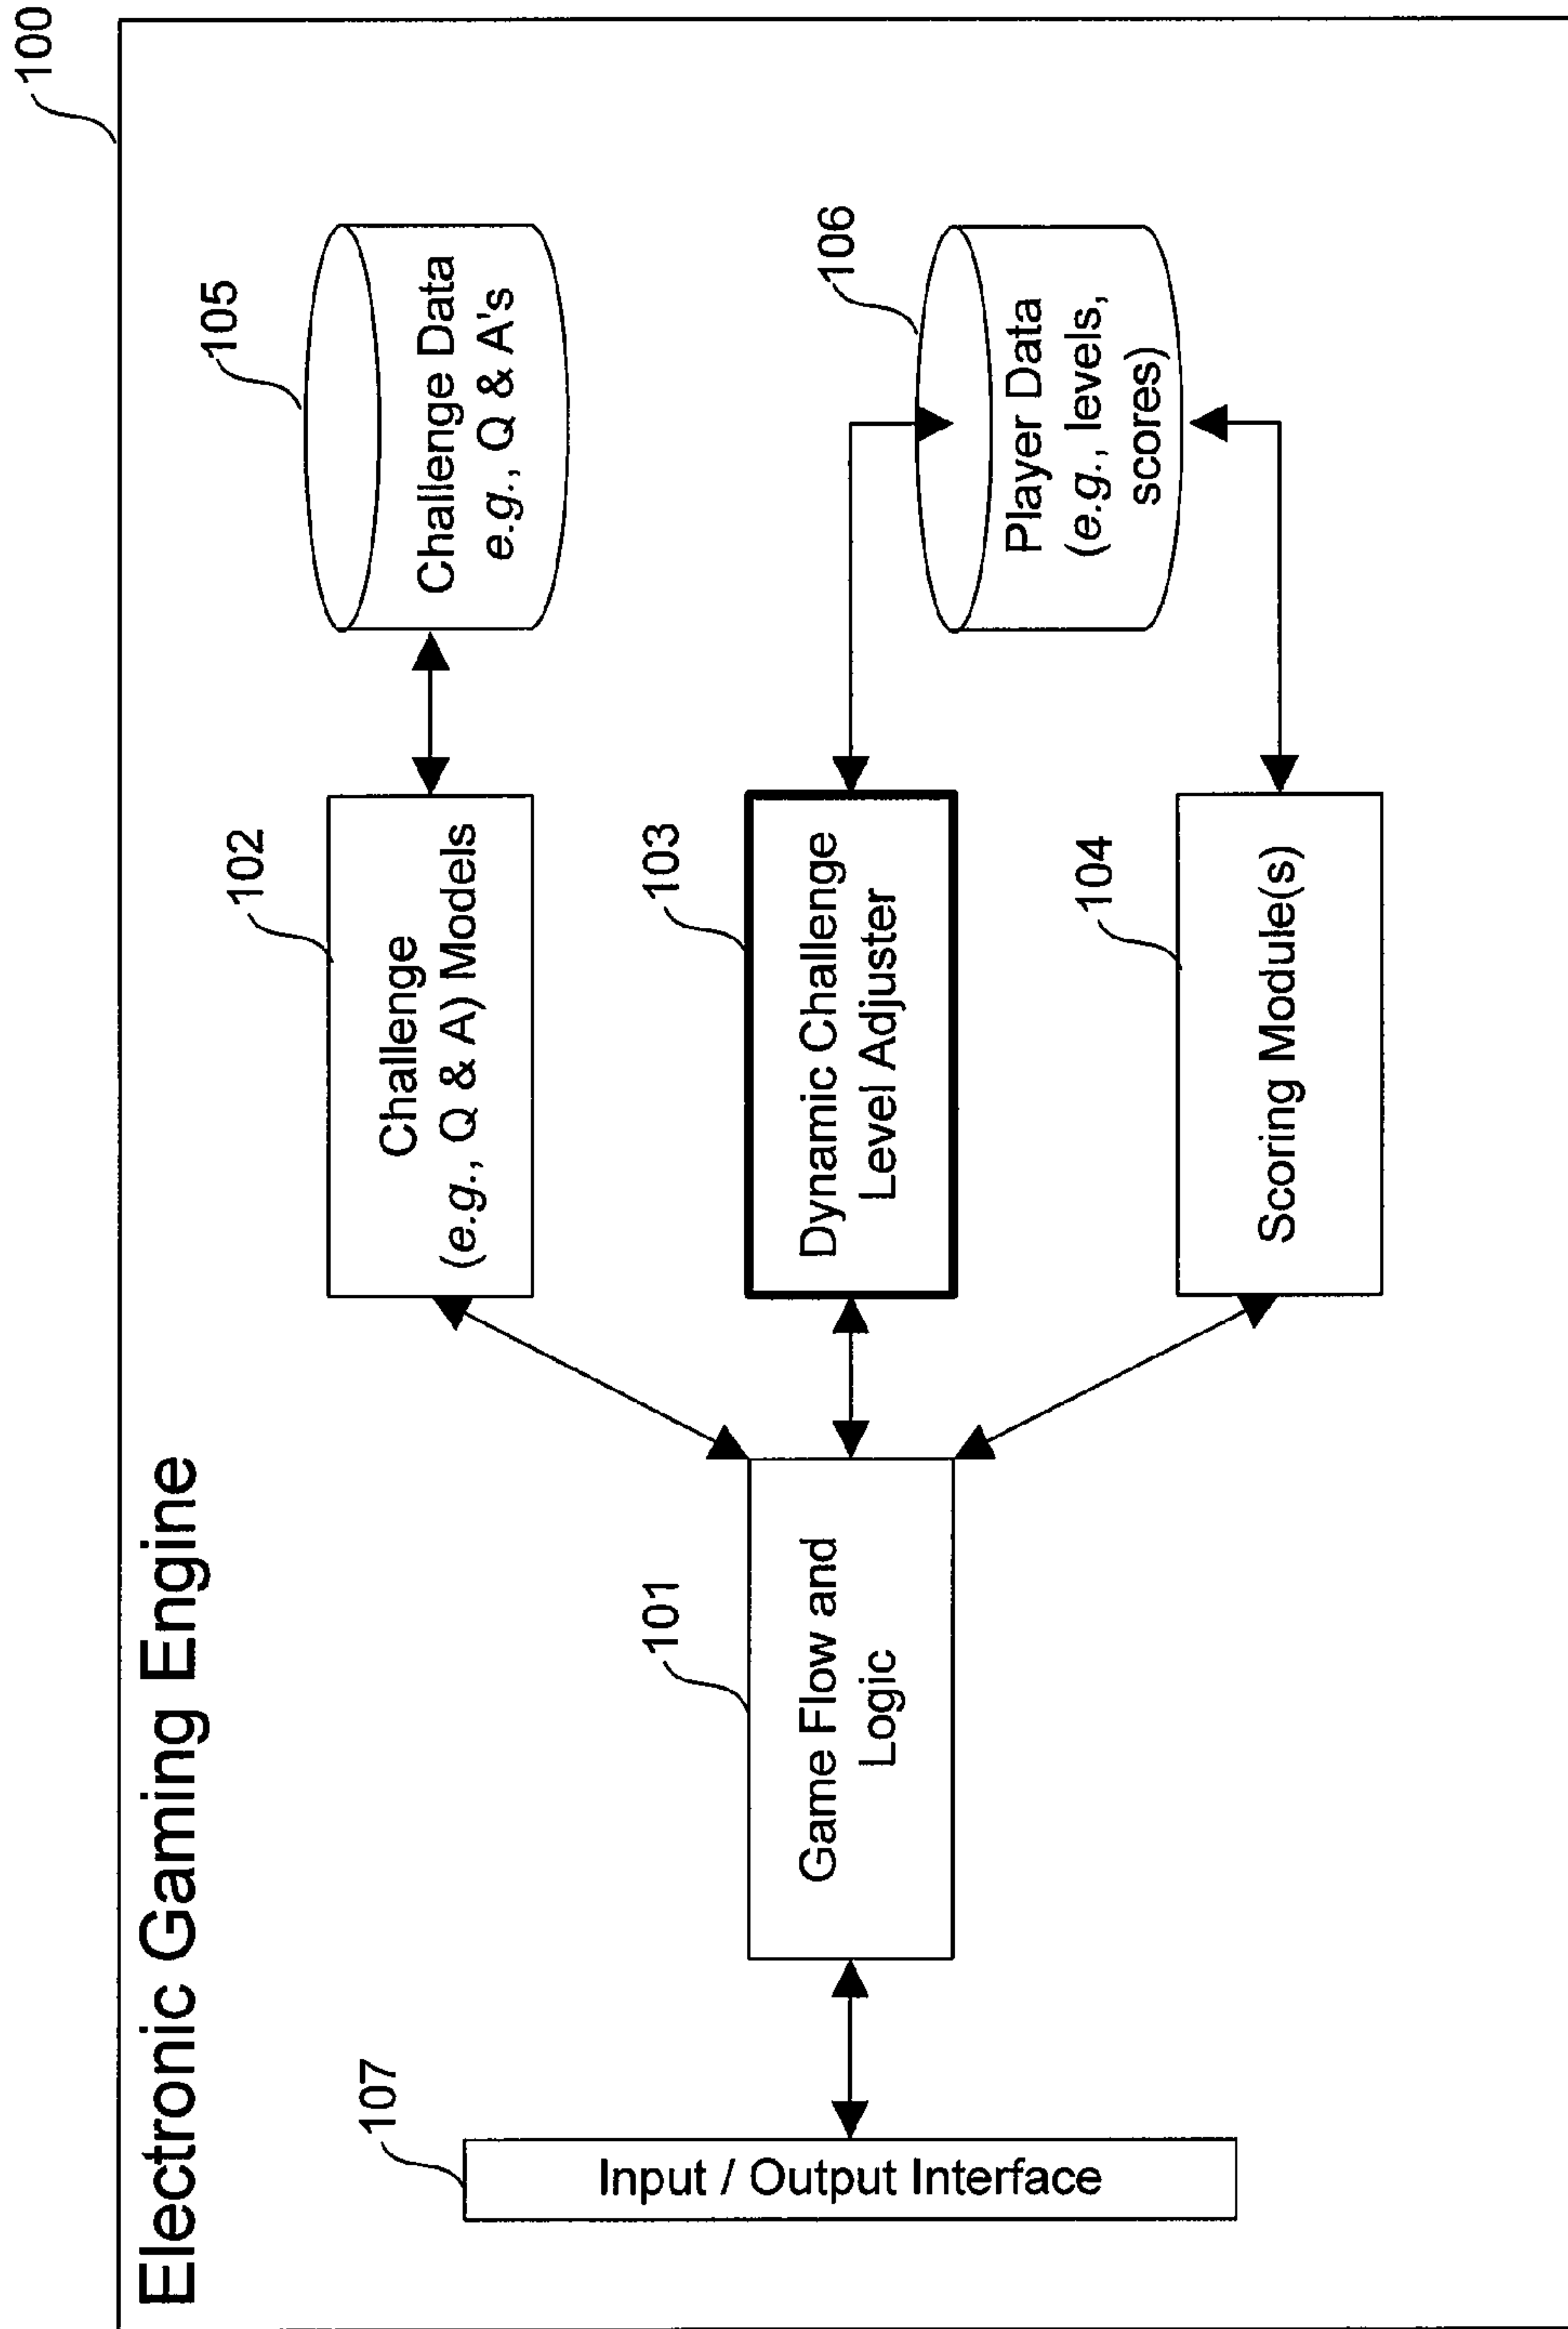 100
Electronic Gaming Engine
105
Challenge Data
e.g., Q & A's
102
Challenge
(e.g., Q & A) Models
106
Player Data
(e.g., levels,
scores)
103
Dynamic Challenge
Level Adjuster
104
Scoring Module(s)
101
Game Flow and
Logic
107
Input / Output Interface